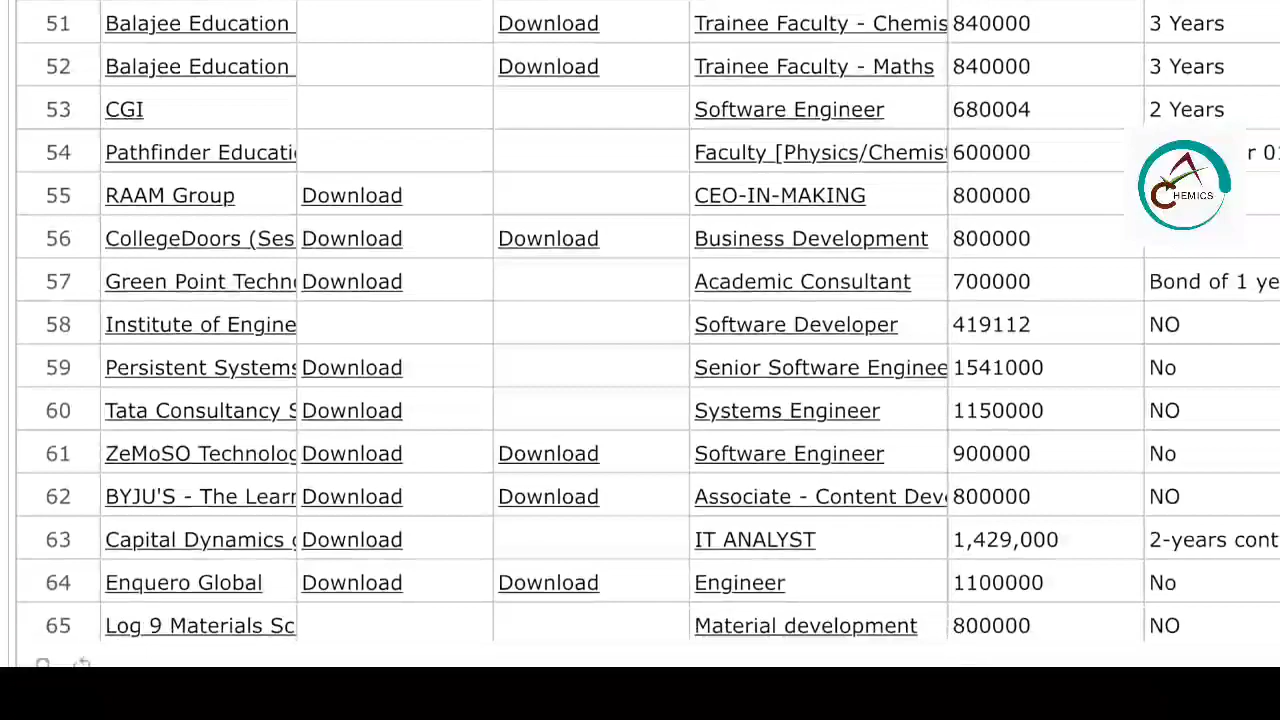 51 Balajee Education Download Trainee Faculty - Chemis 840000 3 Years
52 Balajee Education Download Trainee Faculty - Maths 840000 3 Years
53 CGI Software Engineer 680004 2 Years
54 Pathfinder Educati Faculty [Physics/Chemist 600000 r 01
55 RAAM Group Download CEO-IN-MAKING 800000
CHEMICS
56 CollegeDoors (Ses Download Download Business Development 800000
57 Green Point Techn Download Academic Consultant 700000 Bond of 1 ye
58 Institute of Engine Software Developer 419112 NO
59 Persistent Systems Download Senior Software Enginee 1541000 No
60 Tata Consultancy S Download Systems Engineer 1150000 NO
61 ZeMoSO Technolog Download Download Software Engineer 900000 No
62 BYJU'S - The Learn Download Download Associate - Content Dev 800000 NO
63 Capital Dynamics Download IT ANALYST 1,429,000 2-years cont
64 Enquero Global Download Download Engineer 1100000 No
65 Log 9 Materials Sc Material development 800000 NO